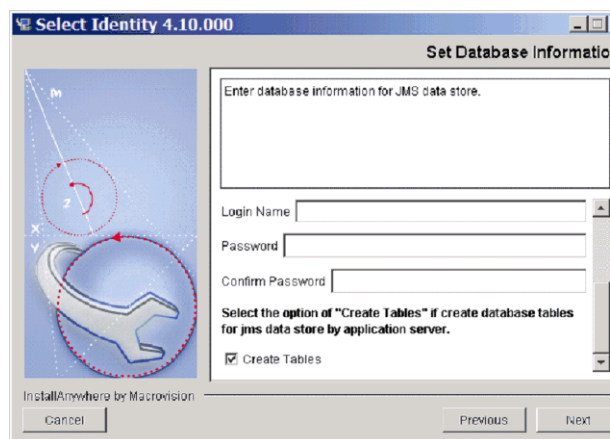 Select Identity 4.10.000
Set Database Informatio
Enter database information for JMS data store.
M
2
X
Y
Login Name
Password
Confirm Password
Select the option of "Create Tables" if create database tables
for jms data store by application server.
Create Tables
InstallAnywhere by Macrovision
Cancel
Previous
Next